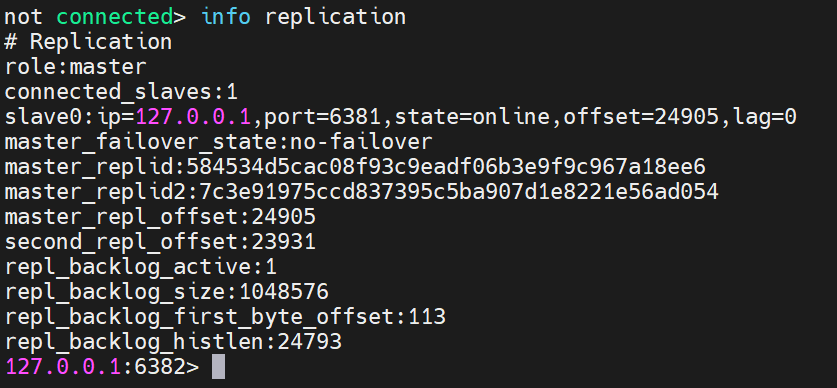 not connected> info replication
# Replication
role:master
connected_slaves:1
slave0:ip=127.0.0.1,port=6381,state=online,offset=24905,lag=0
master_failover_state:no-failover
master_replid:584534d5cac08f93c9eadf06b3e9f9c967a18ee6
master_replid2:7c3e91975ccd837395c5ba907d1e8221e56ad054
master_repl_offset:24905
second_repl_offset:23931
repl_backlog_active:1
repl_backlog_size:1048576
repl_backlog_first_byte_offset:113
repl_backlog_histlen:24793
127.0.0.1:6382>